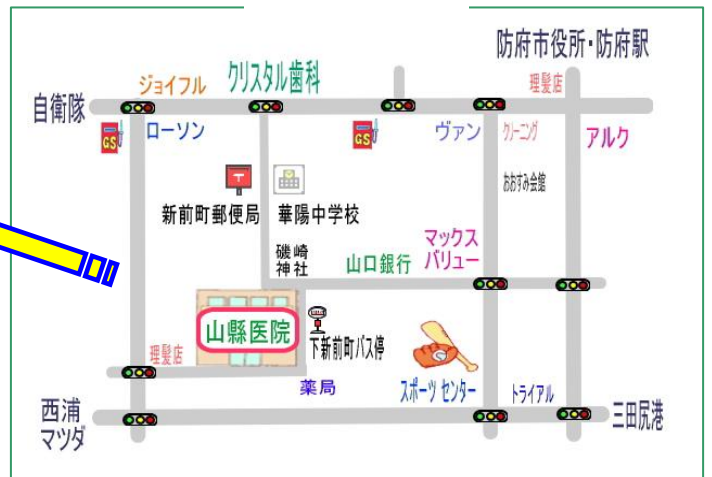 防府市役所・防府駅
ジョイフル
クリスタル歯科
理髪店
自衛隊
GS
ローソン
GS
ヴァン
クリーニング
アルク
おおすみ会館
〒
新前町郵便局
華陽中学校
マックス
バリュー
磯崎
神社
山口銀行
山縣医院
下新前町バス停
理髪店
薬局
スポーツ センター
トライアル
西浦
マツダ
三田尻港